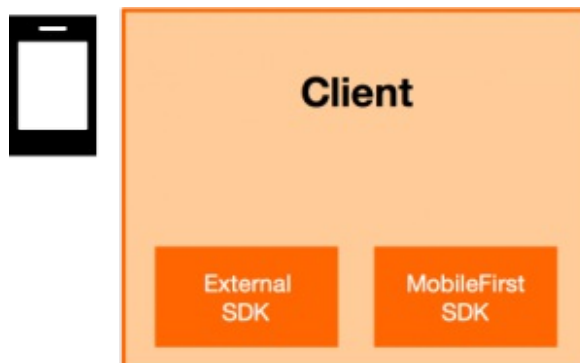 Client
External
SDK
MobileFirst
SDK